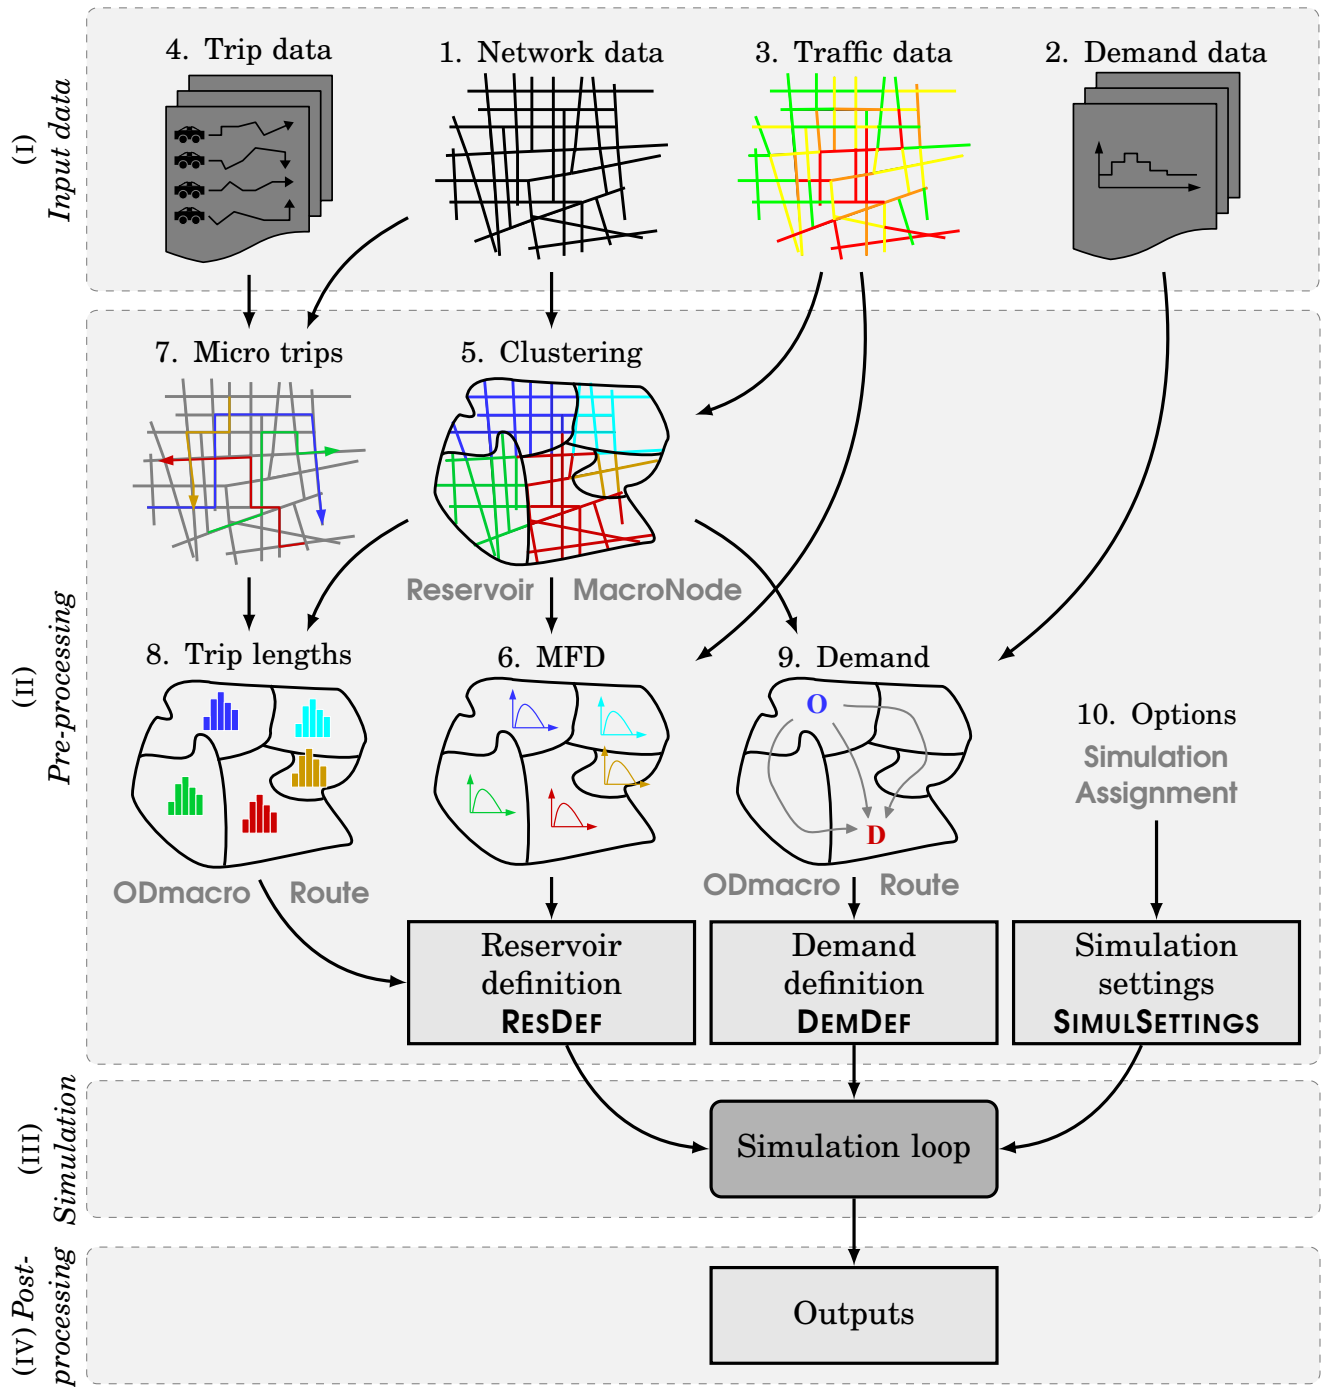 (I)
Input data
4. Trip data
1. Network data
3. Traffic data
2. Demand data
(II)
Pre-processing
7. Micro trips
5. Clustering
Reservoir
MacroNode
8. Trip lengths
6. MFD
9. Demand
O
D
10. Options
Simulation
Assignment
ODmacro
Route
ODmacro
Route
Reservoir
definition
RESDEF
Demand
definition
DEMDEF
Simulation
settings
SIMULSETTINGS
(III)
Simulation
Simulation loop
(IV) Post-
processing
Outputs